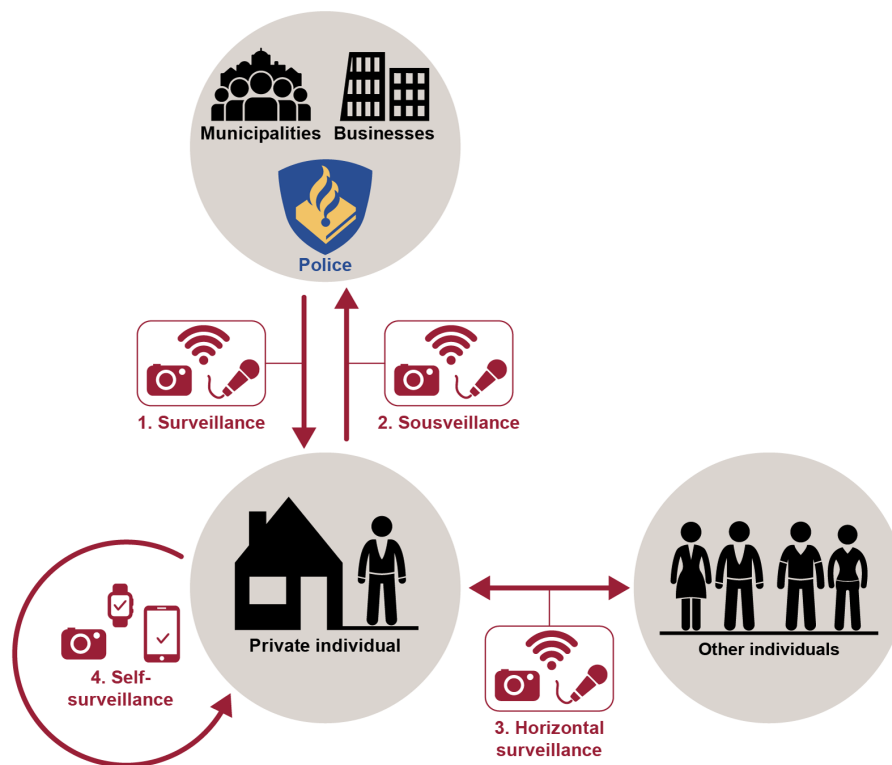 Municipalities Businesses
Police
1. Surveillance
2. Sousveillance
Private individual
Other individuals
4. Self-
surveillance
3. Horizontal
surveillance